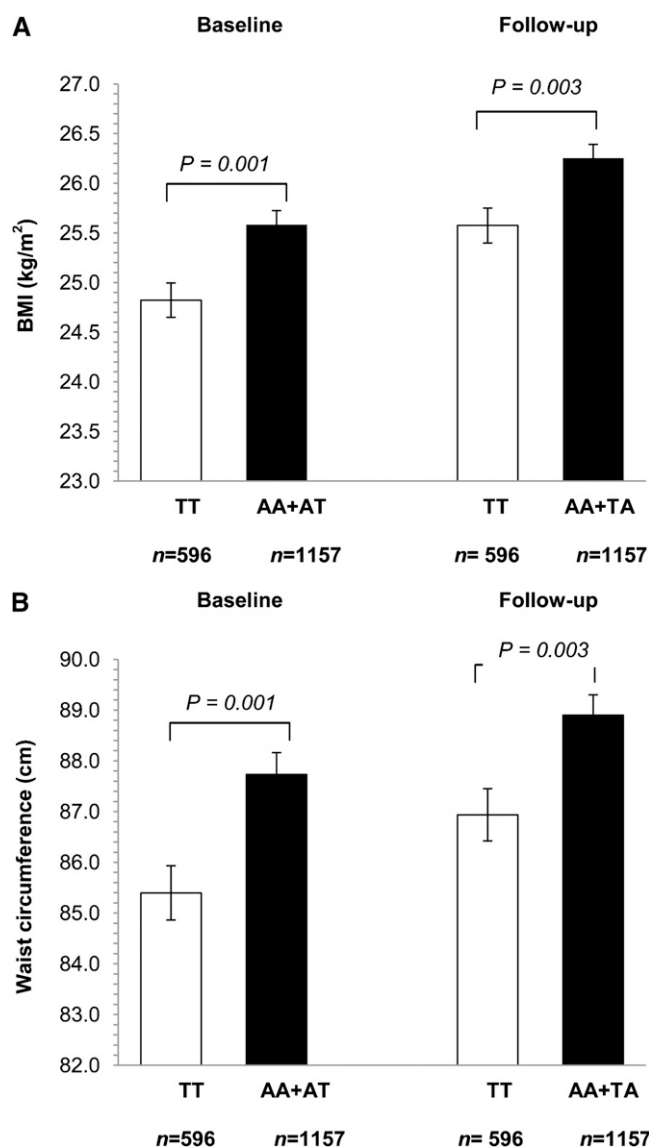 A
Baseline Follow-up
BMI (kg/m²)
27.0
26.5
26.0
25.5
25.0
24.5
24.0
23.5
23.0
P = 0.001
P = 0.003
TT AA+AT TT AA+TA
n=596 n=1157 n= 596 n=1157
B
Baseline Follow-up
Waist circumference (cm)
90.0
89.0
88.0
87.0
86.0
85.0
84.0
83.0
82.0
P = 0.001
P = 0.003
TT AA+AT TT AA+TA
n=596 n=1157 n= 596 n=1157